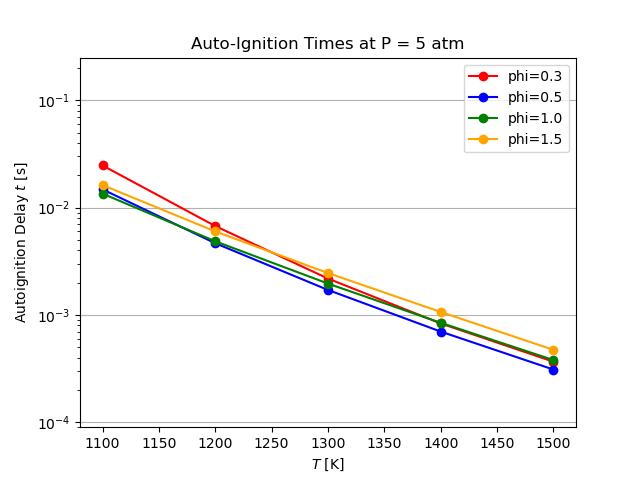 Auto-Ignition Times at P = 5 atm
phi=0.3
phi=0.5
phi=1.0
phi=1.5
Autoignition Delay t [s]
10⁻¹
10⁻²
10⁻³
10⁻⁴
1100 1150 1200 1250 1300 1350 1400 1450 1500
T [K]